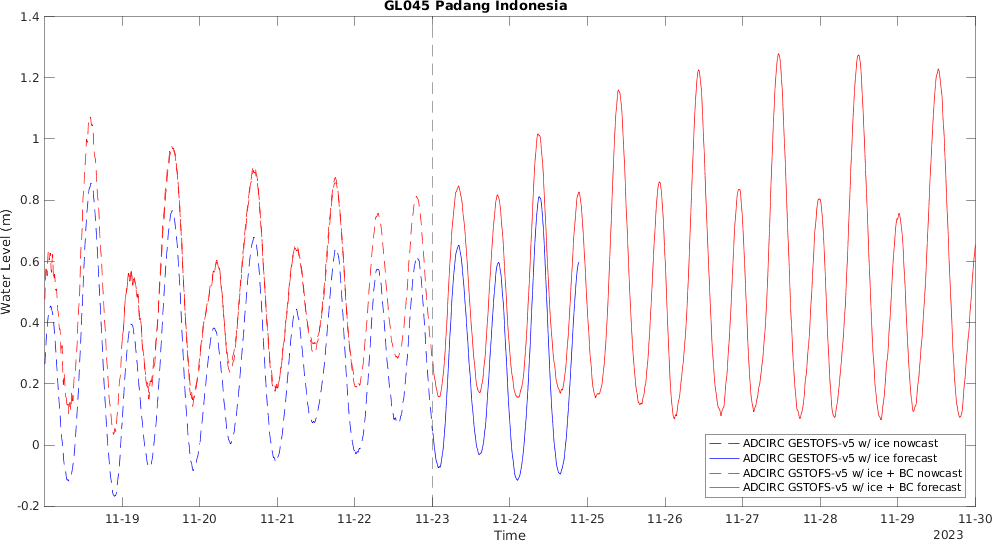 GL045 Padang Indonesia
1.4
1.2
1
0.8
0.6
0.4
0.2
0
-0.2
Water Level (m)
ADCIRC GESTOFS-v5 w/ ice nowcast
ADCIRC GESTOFS-v5 w/ ice forecast
ADCIRC GSTOFS-v5 w/ ice + BC nowcast
ADCIRC GSTOFS-v5 w/ ice + BC forecast
11-19 11-20 11-21 11-22 11-23 11-24 11-25 11-26 11-27 11-28 11-29 11-30
Time
2023